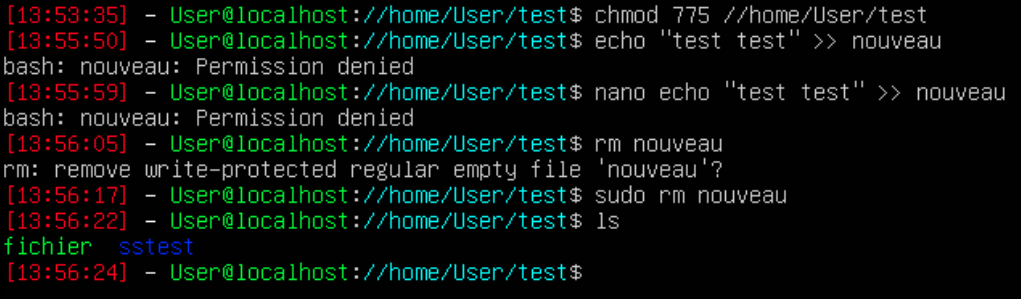 [13:53:35] - User@localhost://home/User/test$ chmod 775 //home/User/test
[13:55:50] - User@localhost://home/User/test$ echo "test test" >> nouveau
bash: nouveau: Permission denied
[13:55:59] - User@localhost://home/User/test$ nano echo "test test" >> nouveau
bash: nouveau: Permission denied
[13:56:05] - User@localhost://home/User/test$ rm nouveau
rm: remove write-protected regular empty file 'nouveau'?
[13:56:17] - User@localhost://home/User/test$ sudo rm nouveau
[13:56:22] - User@localhost://home/User/test$ ls
fichier  sstest
[13:56:24] - User@localhost://home/User/test$